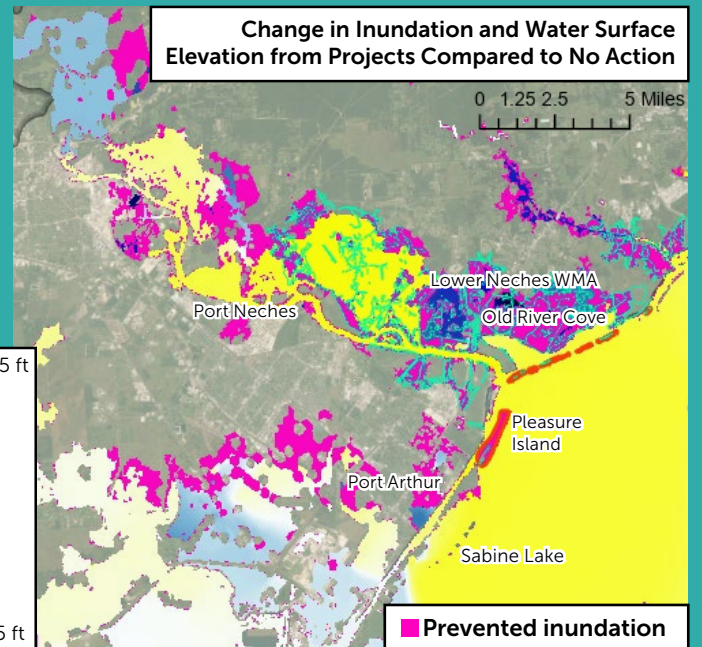 Change in Inundation and Water Surface
Elevation from Projects Compared to No Action
0 1.25 2.5 5 Miles
Lower Neches WMA
Port Neches
Old River Cove
5 ft
Pleasure
Island
Port Arthur
Sabine Lake
5 ft
Prevented inundation